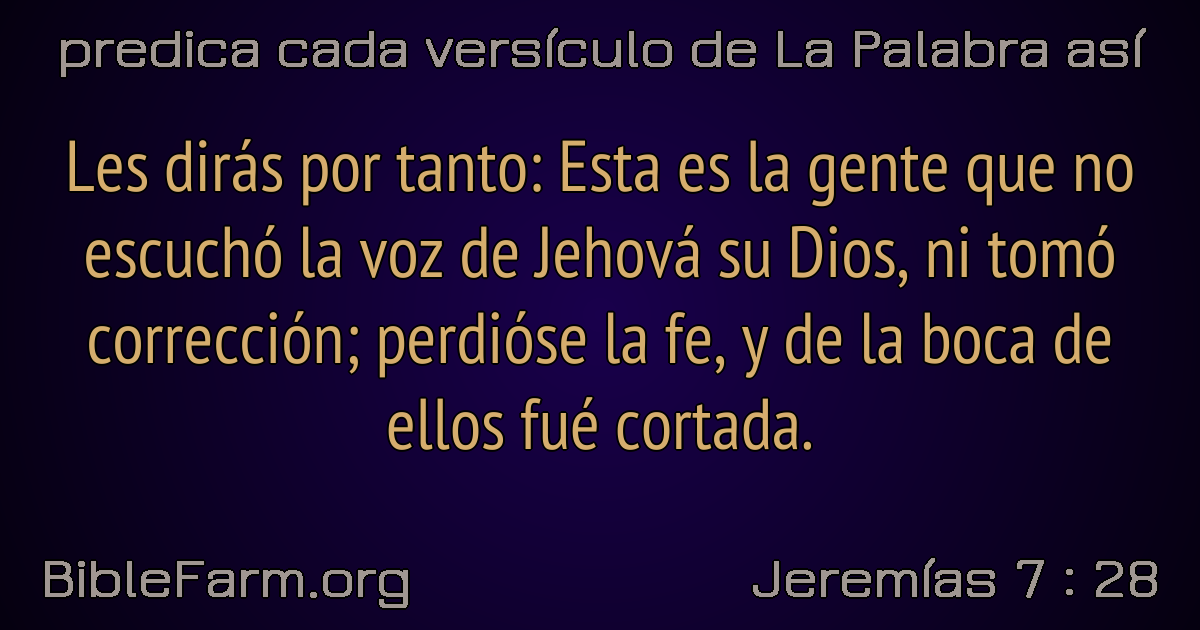 predica cada versículo de La Palabra así
Les dirás por tanto: Esta es la gente que no
escuchó la voz de Jehová su Dios, ni tomó
corrección; perdióse la fe, y de la boca de
ellos fué cortada.
BibleFarm.org
Jeremías 7 : 28